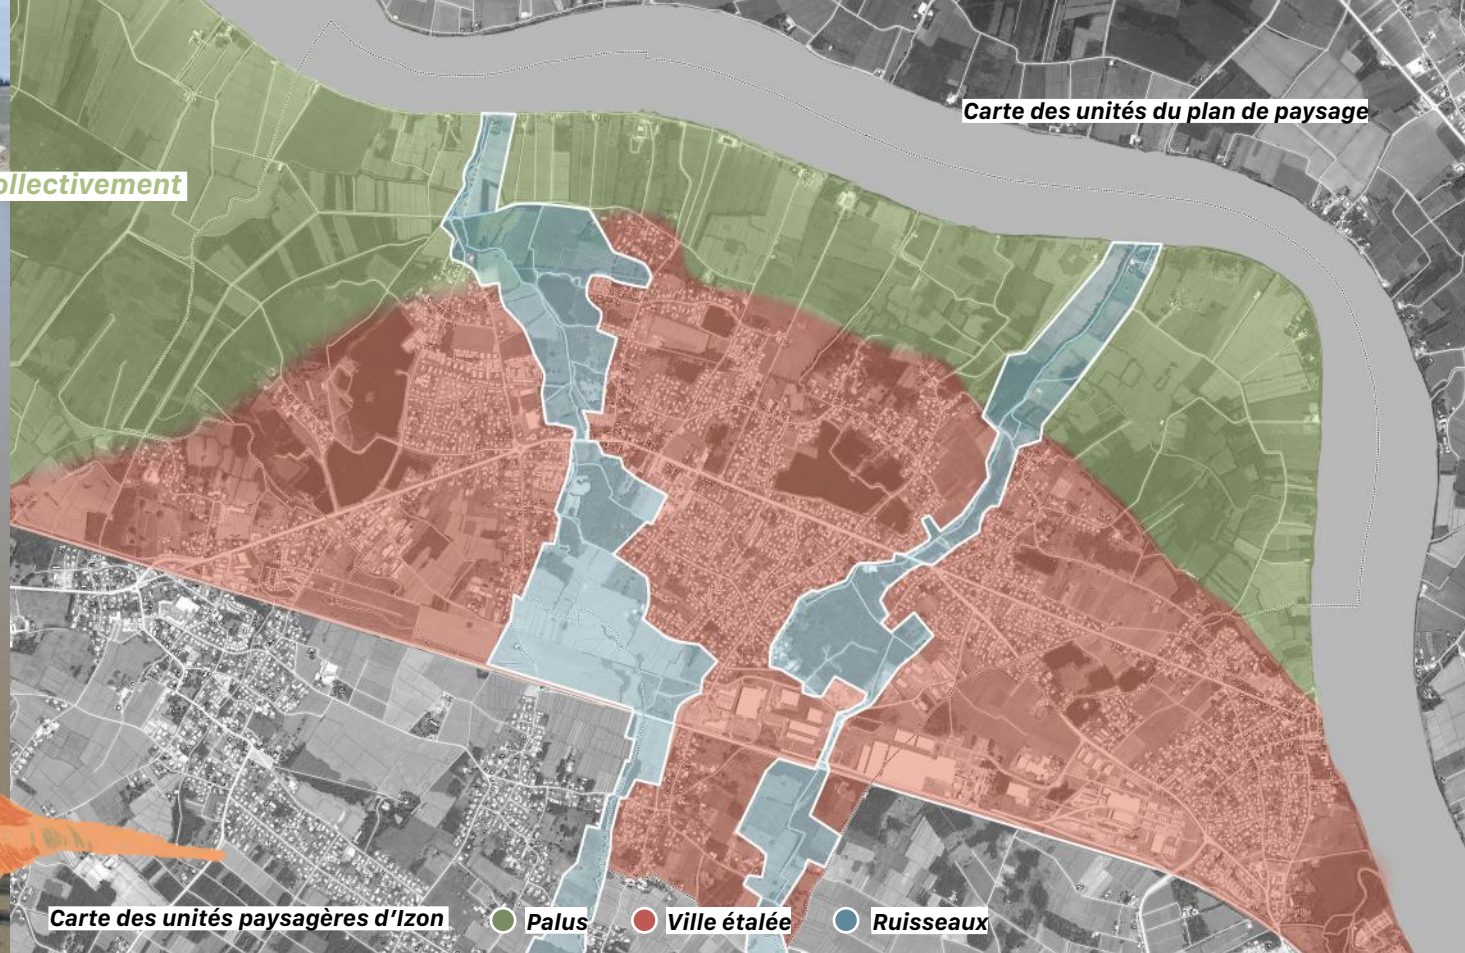 Carte des unités du plan de paysage
ollectivement
Carte des unités paysagères d'Izon
Palus
Ville étalée
Ruisseaux